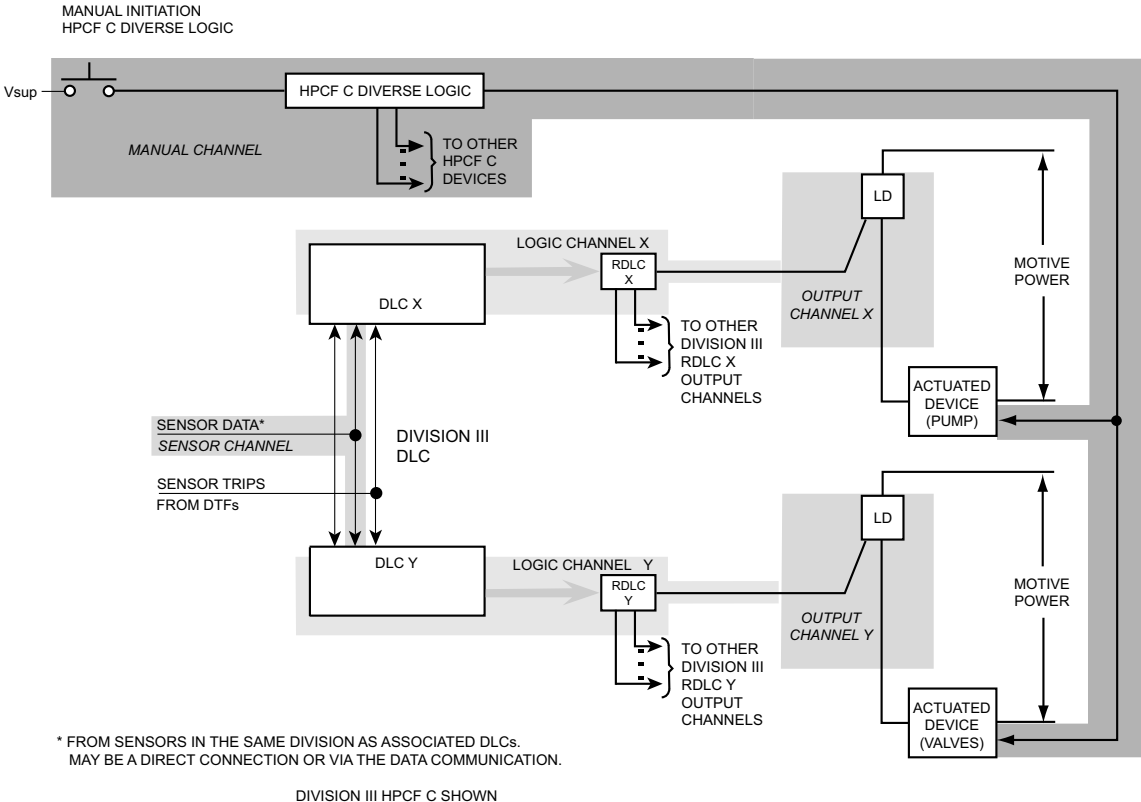 MANUAL INITIATION
HPCF C DIVERSE LOGIC
Vsup
HPCF C DIVERSE LOGIC
MANUAL CHANNEL
TO OTHER
HPCF C
DEVICES
LD
LOGIC CHANNEL X
RDLC
X
MOTIVE
POWER
DLC X
OUTPUT
CHANNEL X
TO OTHER
DIVISION III
RDLC X
OUTPUT
CHANNELS
ACTUATED
DEVICE
(PUMP)
SENSOR DATA*
SENSOR CHANNEL
DIVISION III
DLC
SENSOR TRIPS
FROM DTFs
LD
DLC Y
LOGIC CHANNEL Y
RDLC
Y
MOTIVE
POWER
OUTPUT
CHANNEL Y
TO OTHER
DIVISION III
RDLC Y
OUTPUT
CHANNELS
ACTUATED
DEVICE
(VALVES)
* FROM SENSORS IN THE SAME DIVISION AS ASSOCIATED DLCs.
MAY BE A DIRECT CONNECTION OR VIA THE DATA COMMUNICATION.
DIVISION III HPCF C SHOWN